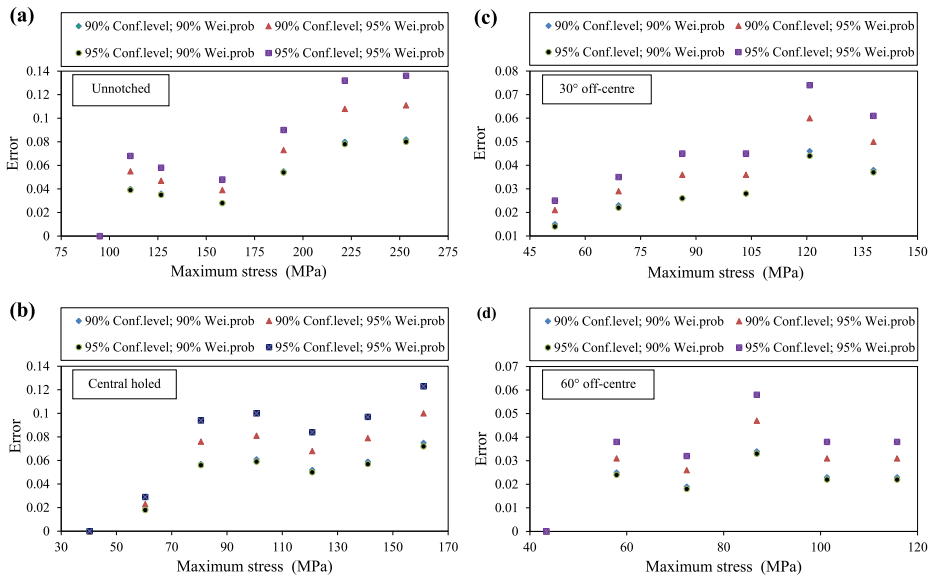 (a)
90% Conf.level; 90% Wei.prob 90% Conf.level; 95% Wei.prob
95% Conf.level; 90% Wei.prob 95% Conf.level; 95% Wei.prob
Unnotched
Error
0.14
0.12
0.1
0.08
0.06
0.04
0.02
0
75 100 125 150 175 200 225 250 275
Maximum stress (MPa)
(c)
90% Conf.level; 90% Wei.prob 90% Conf.level; 95% Wei.prob
95% Conf.level; 90% Wei.prob 95% Conf.level; 95% Wei.prob
30° off-centre
Error
0.08
0.07
0.06
0.05
0.04
0.03
0.02
0.01
45 60 75 90 105 120 135 150
Maximum stress (MPa)
(b)
90% Conf.level; 90% Wei.prob 90% Conf.level; 95% Wei.prob
95% Conf.level; 90% Wei.prob 95% Conf.level; 95% Wei.prob
Central holed
Error
0.14
0.12
0.1
0.08
0.06
0.04
0.02
0
30 50 70 90 110 130 150 170
Maximum stress (MPa)
(d)
90% Conf.level; 90% Wei.prob 90% Conf.level; 95% Wei.prob
95% Conf.level; 90% Wei.prob 95% Conf.level; 95% Wei.prob
60° off-centre
Error
0.07
0.06
0.05
0.04
0.03
0.02
0.01
0
40 60 80 100 120
Maximum stress (MPa)